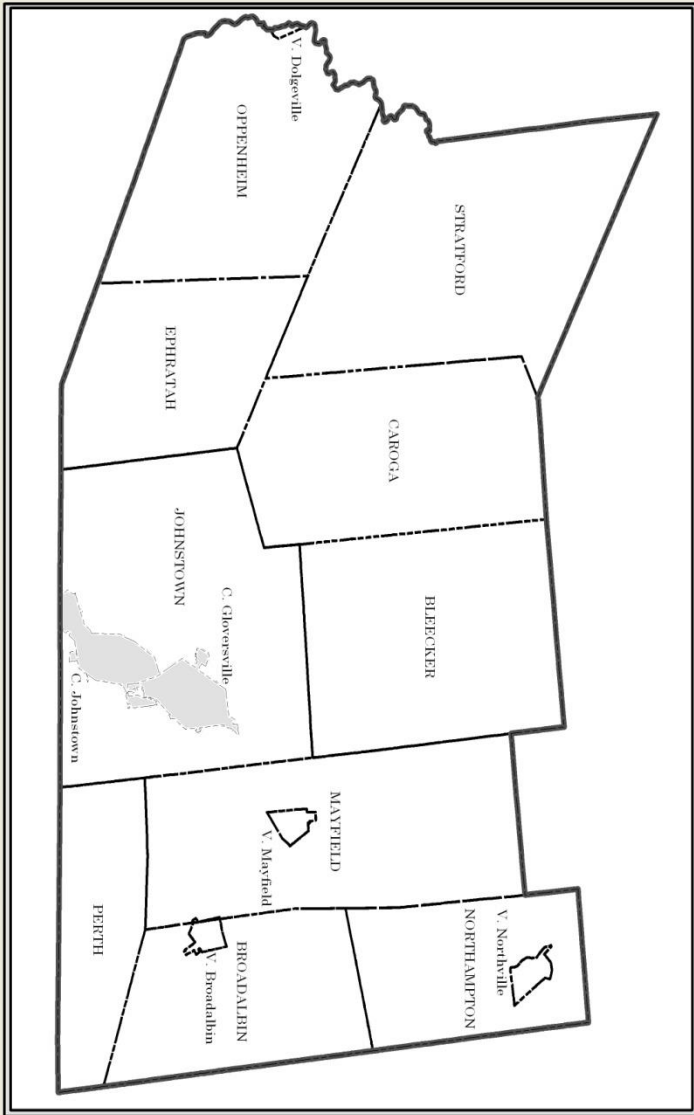 STRATFORD
V. Dolgeville
OPPENHEIM
CAROGA
EPHRATAH
BLEECKER
JOHNSTOWN
C. Gloversville
C. Johnstown
V. Northville
NORTHAMPTON
MAYFIELD
V. Mayfield
BROADALBIN
V. Broadalbin
PERTH